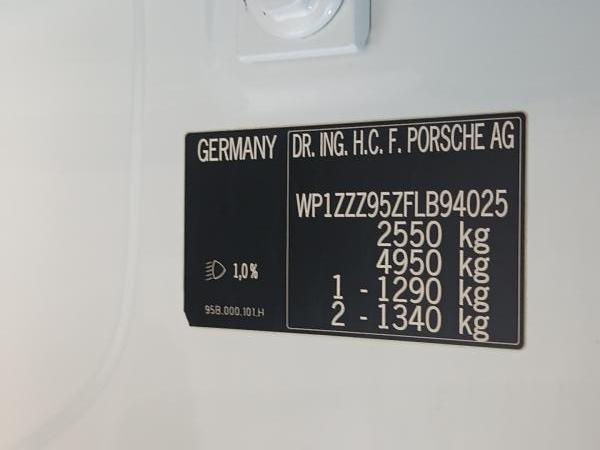 GERMANY
DR. ING. H.C. F. PORSCHE AG
WP1ZZZ95ZFLB94025
2550 kg
4950 kg
1 - 1290 kg
2 - 1340 kg
1,0%
95B.000.101.H